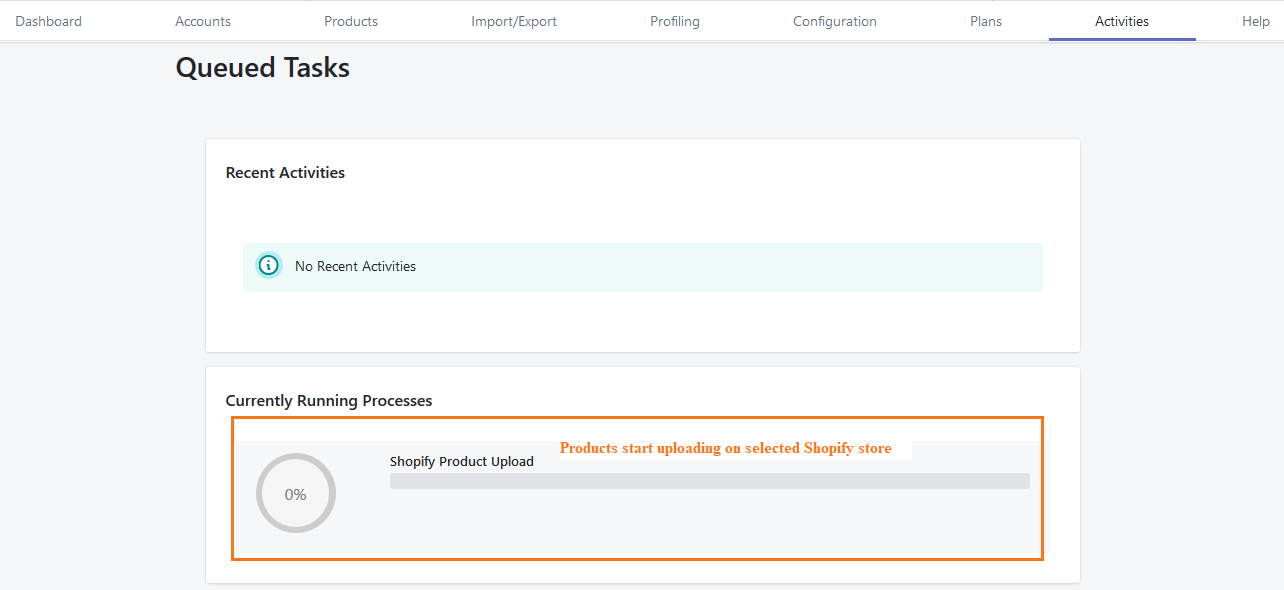 Dashboard Accounts Products Import/Export Profiling Configuration Plans Activities Help
Queued Tasks
Recent Activities
No Recent Activities
Currently Running Processes
Products start uploading on selected Shopify store
Shopify Product Upload
0%